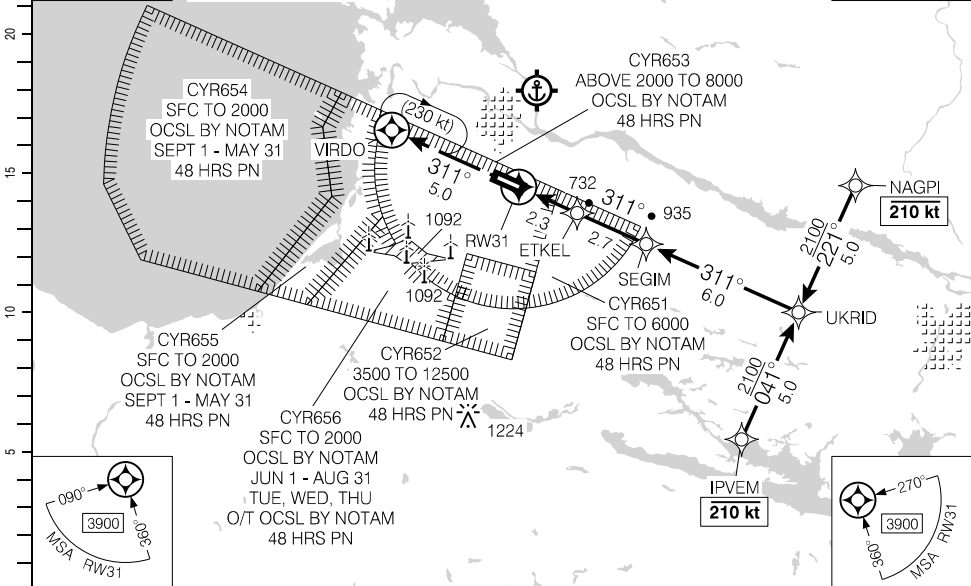 20
15
10
5
CYR654
SFC TO 2000
OCSL BY NOTAM
SEPT 1 - MAY 31
48 HRS PN
VIRDO
(230 kt)
311°
5.0
CYR653
ABOVE 2000 TO 8000
OCSL BY NOTAM
48 HRS PN
732
311°
935
NAGPI
210 kt
2100
221°
5.0
1092
RW31
2.3
ETKEL
2.7
SEGIM
311°
6.0
UKRID
1092
CYR651
SFC TO 6000
OCSL BY NOTAM
48 HRS PN
CYR655
SFC TO 2000
OCSL BY NOTAM
SEPT 1 - MAY 31
48 HRS PN
CYR652
3500 TO 12500
OCSL BY NOTAM
48 HRS PN
2100
041°
5.0
CYR656
SFC TO 2000
OCSL BY NOTAM
JUN 1 - AUG 31
TUE, WED, THU
O/T OCSL BY NOTAM
48 HRS PN
1224
IPVEM
210 kt
090°
3900
360°
MSA RW31
270°
3900
360°
MSA RW31